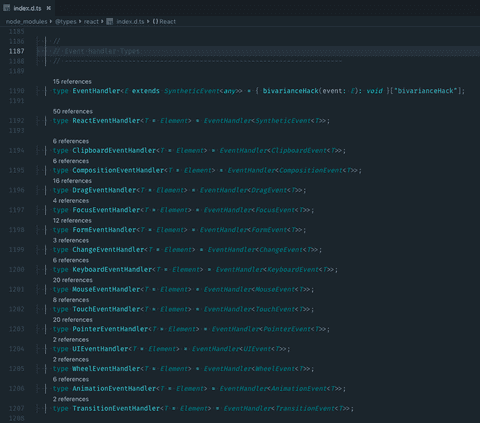 index.d.ts ×
node_modules › @types › react › index.d.ts › {} React
1185
1186 //
1187 // Event Handler Types
1188 // ----------------------------------------------------------------------
1189
15 references
1190 type EventHandler<E extends SyntheticEvent<any>> = { bivarianceHack(event: E): void }["bivarianceHack"];
1191
50 references
1192 type ReactEventHandler<T = Element> = EventHandler<SyntheticEvent<T>>;
1193
6 references
1194 type ClipboardEventHandler<T = Element> = EventHandler<ClipboardEvent<T>>;
6 references
1195 type CompositionEventHandler<T = Element> = EventHandler<CompositionEvent<T>>;
16 references
1196 type DragEventHandler<T = Element> = EventHandler<DragEvent<T>>;
4 references
1197 type FocusEventHandler<T = Element> = EventHandler<FocusEvent<T>>;
12 references
1198 type FormEventHandler<T = Element> = EventHandler<FormEvent<T>>;
3 references
1199 type ChangeEventHandler<T = Element> = EventHandler<ChangeEvent<T>>;
6 references
1200 type KeyboardEventHandler<T = Element> = EventHandler<KeyboardEvent<T>>;
20 references
1201 type MouseEventHandler<T = Element> = EventHandler<MouseEvent<T>>;
8 references
1202 type TouchEventHandler<T = Element> = EventHandler<TouchEvent<T>>;
20 references
1203 type PointerEventHandler<T = Element> = EventHandler<PointerEvent<T>>;
2 references
1204 type UIEventHandler<T = Element> = EventHandler<UIEvent<T>>;
2 references
1205 type WheelEventHandler<T = Element> = EventHandler<WheelEvent<T>>;
6 references
1206 type AnimationEventHandler<T = Element> = EventHandler<AnimationEvent<T>>;
2 references
1207 type TransitionEventHandler<T = Element> = EventHandler<TransitionEvent<T>>;
1208